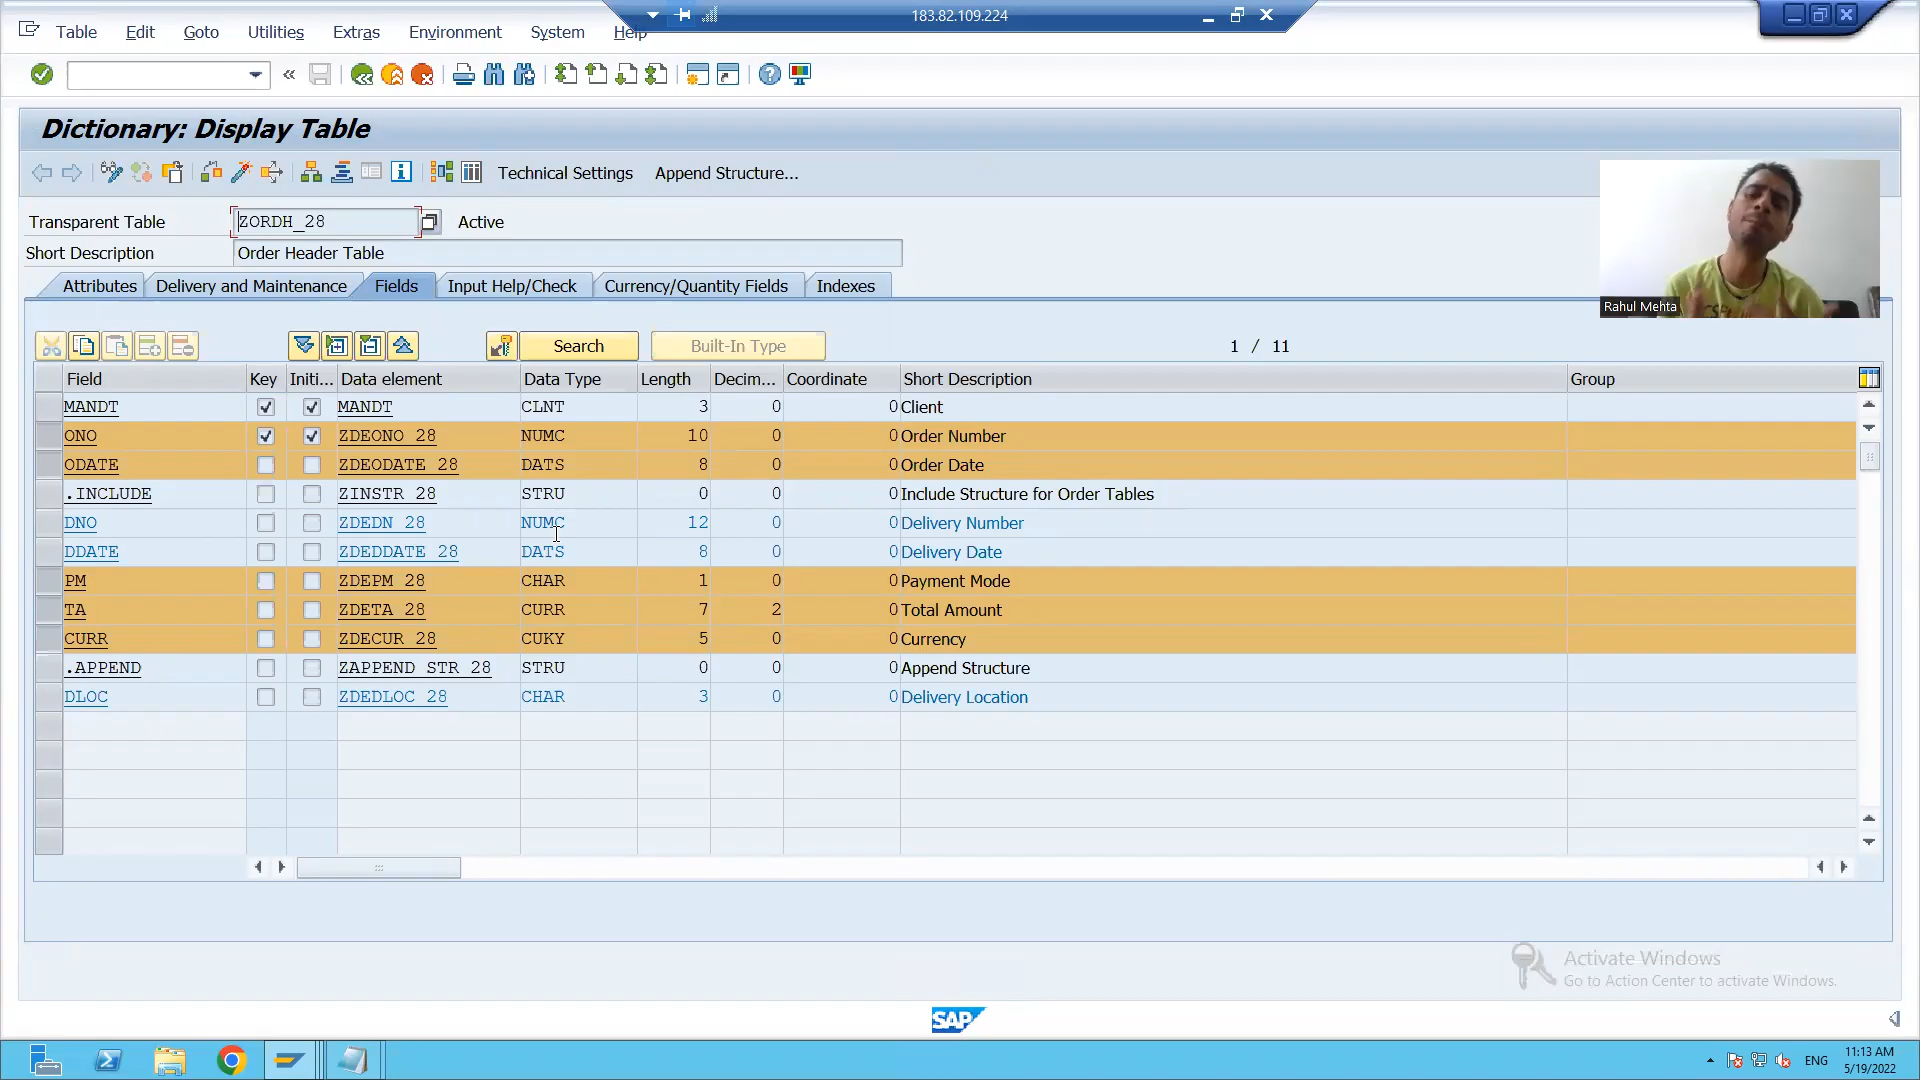 183.82.109.224
Table Edit Goto Utilities Extras Environment System Help
Dictionary: Display Table
Technical Settings Append Structure...
Transparent Table ZORDH_28 Active
Short Description Order Header Table
Attributes Delivery and Maintenance Fields Input Help/Check Currency/Quantity Fields Indexes
Rahul Mehta
Search Built-In Type 1 / 11
Field Key Initi... Data element Data Type Length Decim... Coordinate Short Description Group
MANDT MANDT CLNT 3 0 0 Client
ONO ZDEONO_28 NUMC 10 0 0 Order Number
ODATE ZDEODATE_28 DATS 8 0 0 Order Date
.INCLUDE ZINSTR_28 STRU 0 0 0 Include Structure for Order Tables
DNO ZDEDN_28 NUMC 12 0 0 Delivery Number
DDATE ZDEDDATE_28 DATS 8 0 0 Delivery Date
PM ZDEPM_28 CHAR 1 0 0 Payment Mode
TA ZDETA_28 CURR 7 2 0 Total Amount
CURR ZDECUR_28 CUKY 5 0 0 Currency
.APPEND ZAPPEND_STR_28 STRU 0 0 0 Append Structure
DLOC ZDEDLOC_28 CHAR 3 0 0 Delivery Location
Activate Windows
Go to Action Center to activate Windows.
SAP
ENG
11:13 AM
5/19/2022